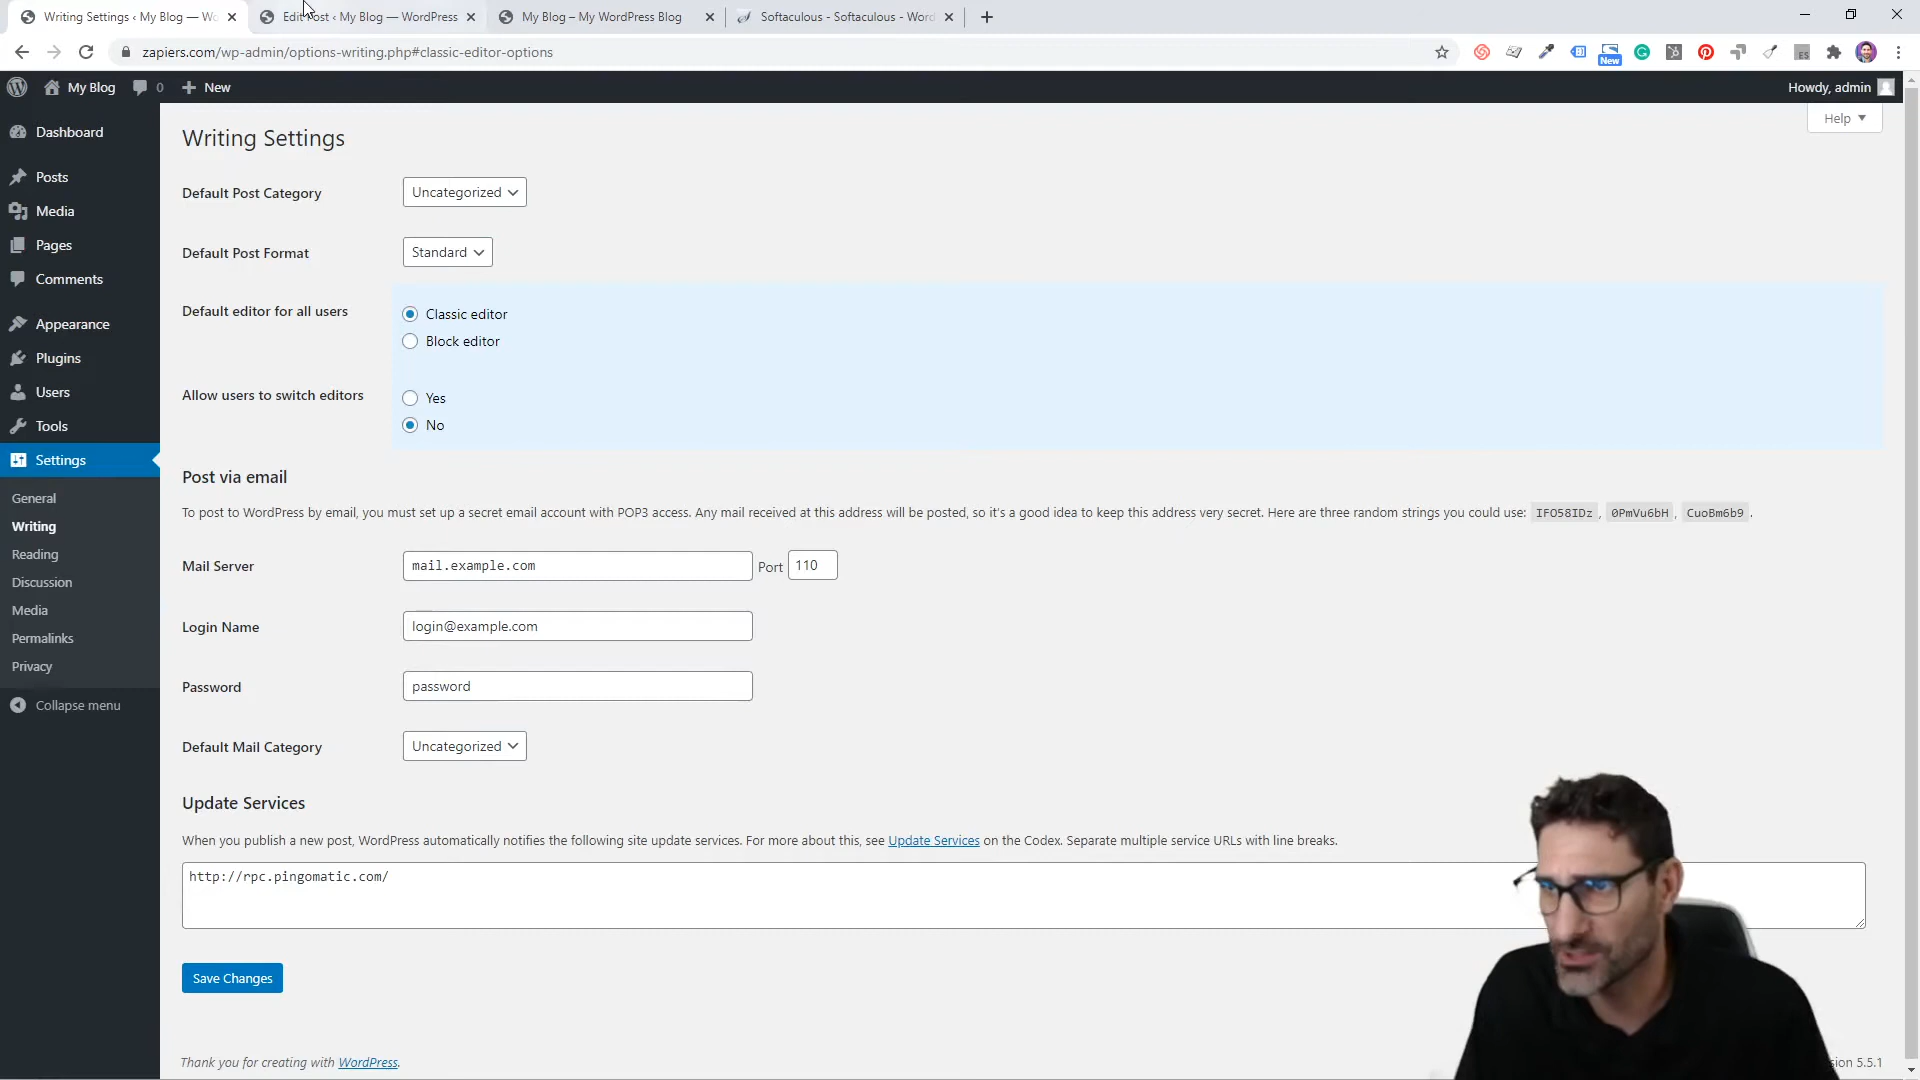 Writing Settings ‹ My Blog — Wo
Edit Post ‹ My Blog — WordPress
My Blog – My WordPress Blog
Softaculous - Softaculous - Word
zapiers.com/wp-admin/options-writing.php#classic-editor-options
New
ES
My Blog
0
New
Howdy, admin
Help
Dashboard
Posts
Media
Pages
Comments
Appearance
Plugins
Users
Tools
Settings
General
Writing
Reading
Discussion
Media
Permalinks
Privacy
Collapse menu
Writing Settings
Default Post Category
Uncategorized
Default Post Format
Standard
Default editor for all users
Classic editor
Block editor
Allow users to switch editors
Yes
No
Post via email
To post to WordPress by email, you must set up a secret email account with POP3 access. Any mail received at this address will be posted, so it's a good idea to keep this address very secret. Here are three random strings you could use: IFO58IDz , 0PmVu6bH , CuoBm6b9 .
Mail Server
mail.example.com
Port 110
Login Name
login@example.com
Password
password
Default Mail Category
Uncategorized
Update Services
When you publish a new post, WordPress automatically notifies the following site update services. For more about this, see Update Services on the Codex. Separate multiple service URLs with line breaks.
http://rpc.pingomatic.com/
Save Changes
Thank you for creating with WordPress.
sion 5.5.1